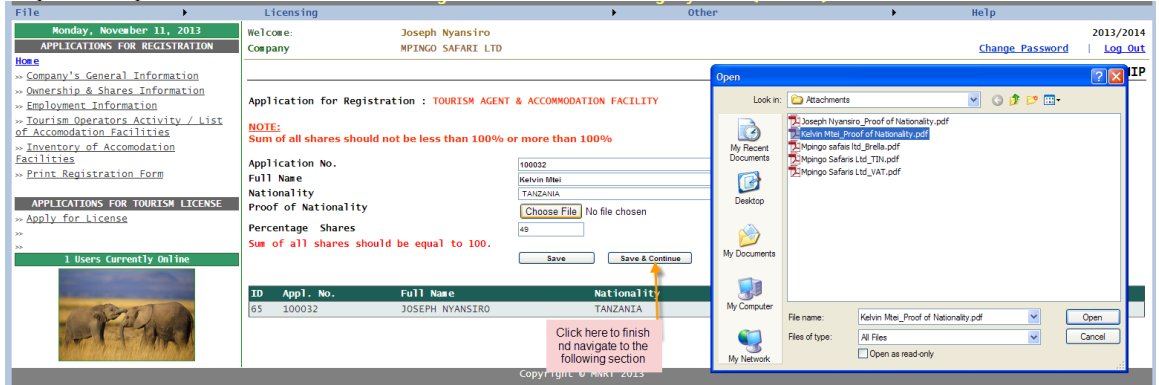 File Licensing Other Help
Monday, November 11, 2013
APPLICATIONS FOR REGISTRATION
Home
» Company's General Information
» Ownership & Shares Information
» Employment Information
» Tourism Operators Activity / List
of Accomodation Facilities
» Inventory of Accomodation
Facilities
» Print Registration Form
APPLICATIONS FOR TOURISM LICENSE
» Apply for License
»
»
1 Users Currently Online
Welcome: Joseph Nyansiro 2013/2014
Company MPINGO SAFARI LTD Change Password | Log Out
HIP
Application for Registration : TOURISM AGENT & ACCOMMODATION FACILITY
NOTE:
Sum of all shares should not be less than 100% or more than 100%
Application No. 100032
Full Name Kelvin Mtei
Nationality TANZANIA
Proof of Nationality Choose File No file chosen
Percentage Shares 49
Sum of all shares should be equal to 100.
Save Save & Continue
ID Appl. No. Full Name Nationality
65 100032 JOSEPH NYANSIRO TANZANIA
Click here to finish
nd navigate to the
following section
Copyright © MNRT 2013
Open
Look in: Attachments
My Recent
Documents
Desktop
My Documents
My Computer
My Network
Joseph Nyansiro_Proof of Nationality.pdf
Kelvin Mtei_Proof of Nationality.pdf
Mpingo safais ltd_Brella.pdf
Mpingo Safaris Ltd_TIN.pdf
Mpingo Safaris Ltd_VAT.pdf
File name: Kelvin Mtei_Proof of Nationality.pdf Open
Files of type: All Files Cancel
Open as read-only